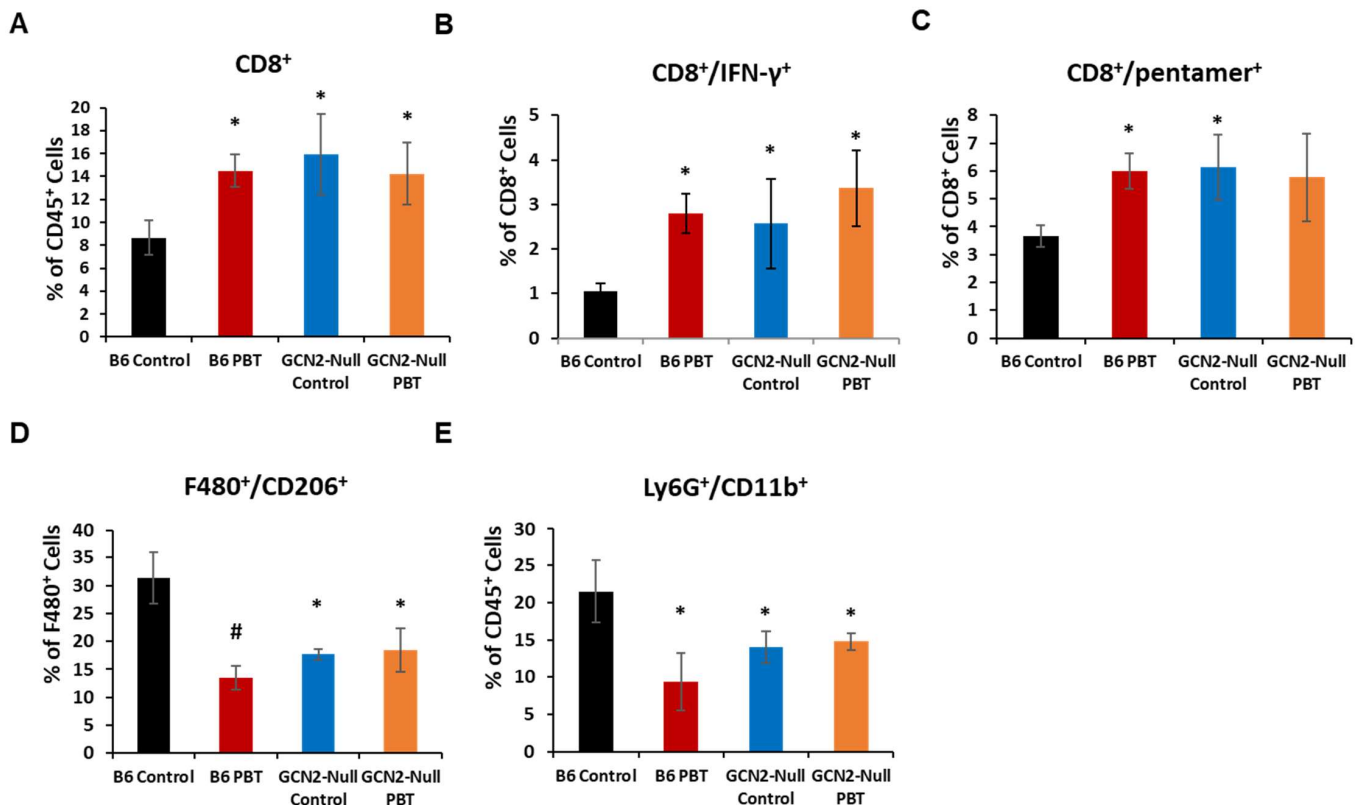 A
CD8⁺
% of CD45⁺ Cells
20
18
16
14
12
10
8
6
4
2
0
*
*
*
B6 Control B6 PBT GCN2-Null GCN2-Null
Control PBT
B
CD8⁺/IFN-γ⁺
% of CD8⁺ Cells
5
4
3
2
1
0
*
*
*
B6 Control B6 PBT GCN2-Null GCN2-Null
Control PBT
C
CD8⁺/pentamer⁺
% of CD8⁺ Cells
8
7
6
5
4
3
2
1
0
*
*
B6 Control B6 PBT GCN2-Null GCN2-Null
Control PBT
D
F480⁺/CD206⁺
% of F480⁺ Cells
40
35
30
25
20
15
10
5
0
#
*
*
B6 Control B6 PBT GCN2-Null GCN2-Null
Control PBT
E
Ly6G⁺/CD11b⁺
% of CD45⁺ Cells
30
25
20
15
10
5
0
*
*
*
B6 Control B6 PBT GCN2-Null GCN2-Null
Control PBT